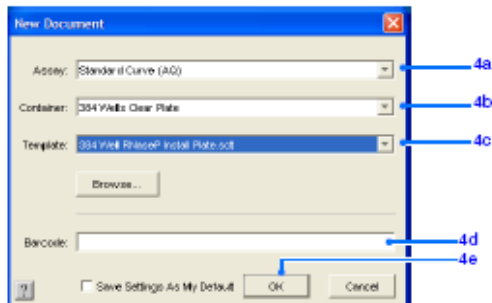 New Document
Assay: Standard Curve (AQ) 4a
Container: 384 Wells Clear Plate 4b
Template: 384 Well RNaseP Install Plate.sdt 4c
Browse...
Barcode: 4d
4e
? Save Settings As My Default OK Cancel